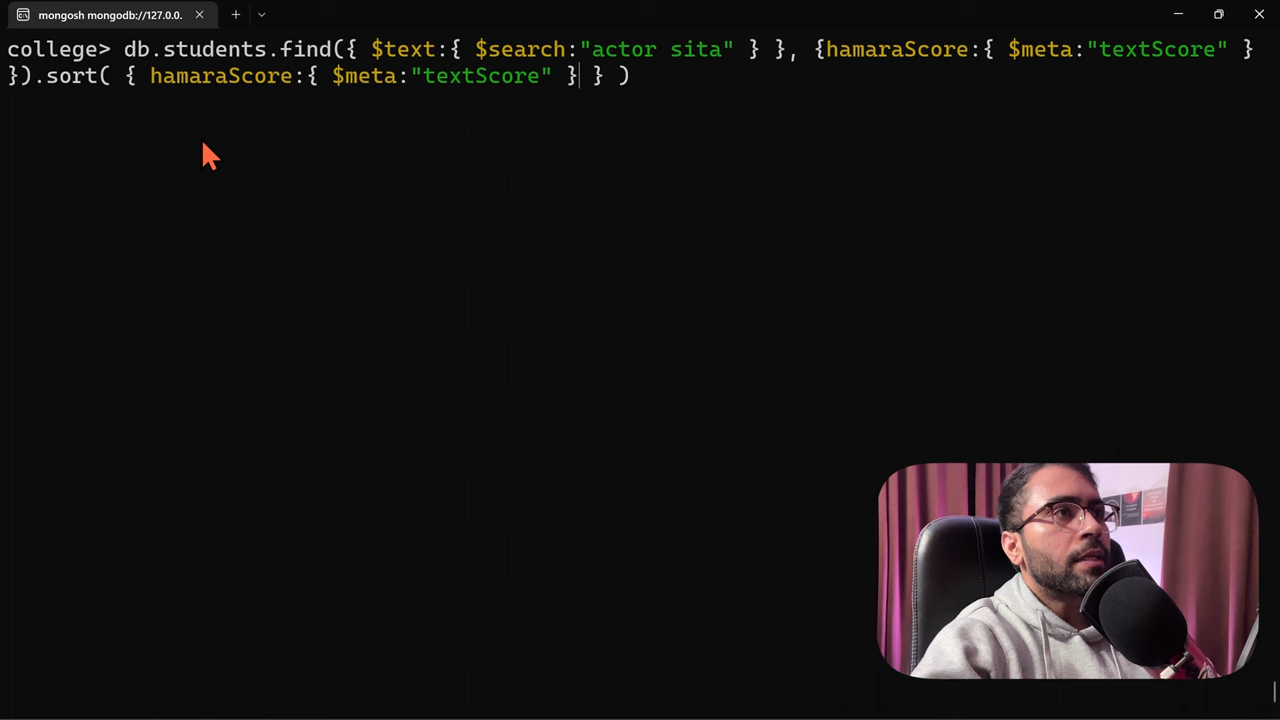 mongosh mongodb://127.0.0.
college> db.students.find({ $text:{ $search:"actor sita" } }, {hamaraScore:{ $meta:"textScore" }
}).sort( { hamaraScore:{ $meta:"textScore" } } )